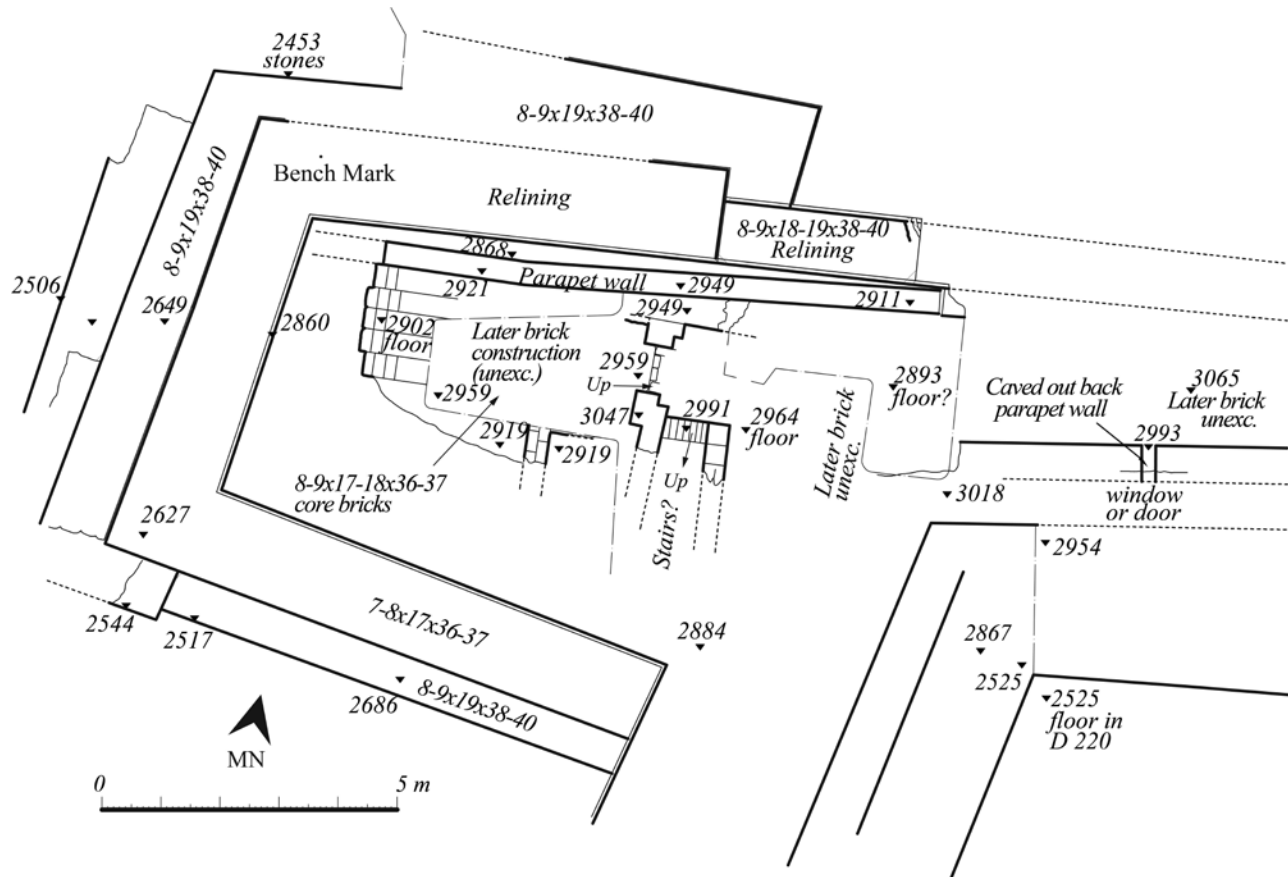 2453
stones
8-9x19x38-40
8-9x19x38-40
Bench Mark
Relining
8-9x18-19x38-40
Relining
2868
Parapet wall
2949
2921
2911
2949
2506
2649
2860
2902
floor
Later brick
construction
(unexc.)
2959
Up
2959
3047
2991
2964
floor
2893
floor?
Later brick
unexc.
Caved out back
parapet wall
3065
Later brick
unexc.
2993
window
or door
2919
2919
8-9x17-18x36-37
core bricks
Up
Stairs?
3018
2954
2627
2544
2517
7-8x17x36-37
8-9x19x38-40
2686
2884
2867
2525
2525
floor in
D 220
MN
0
5 m